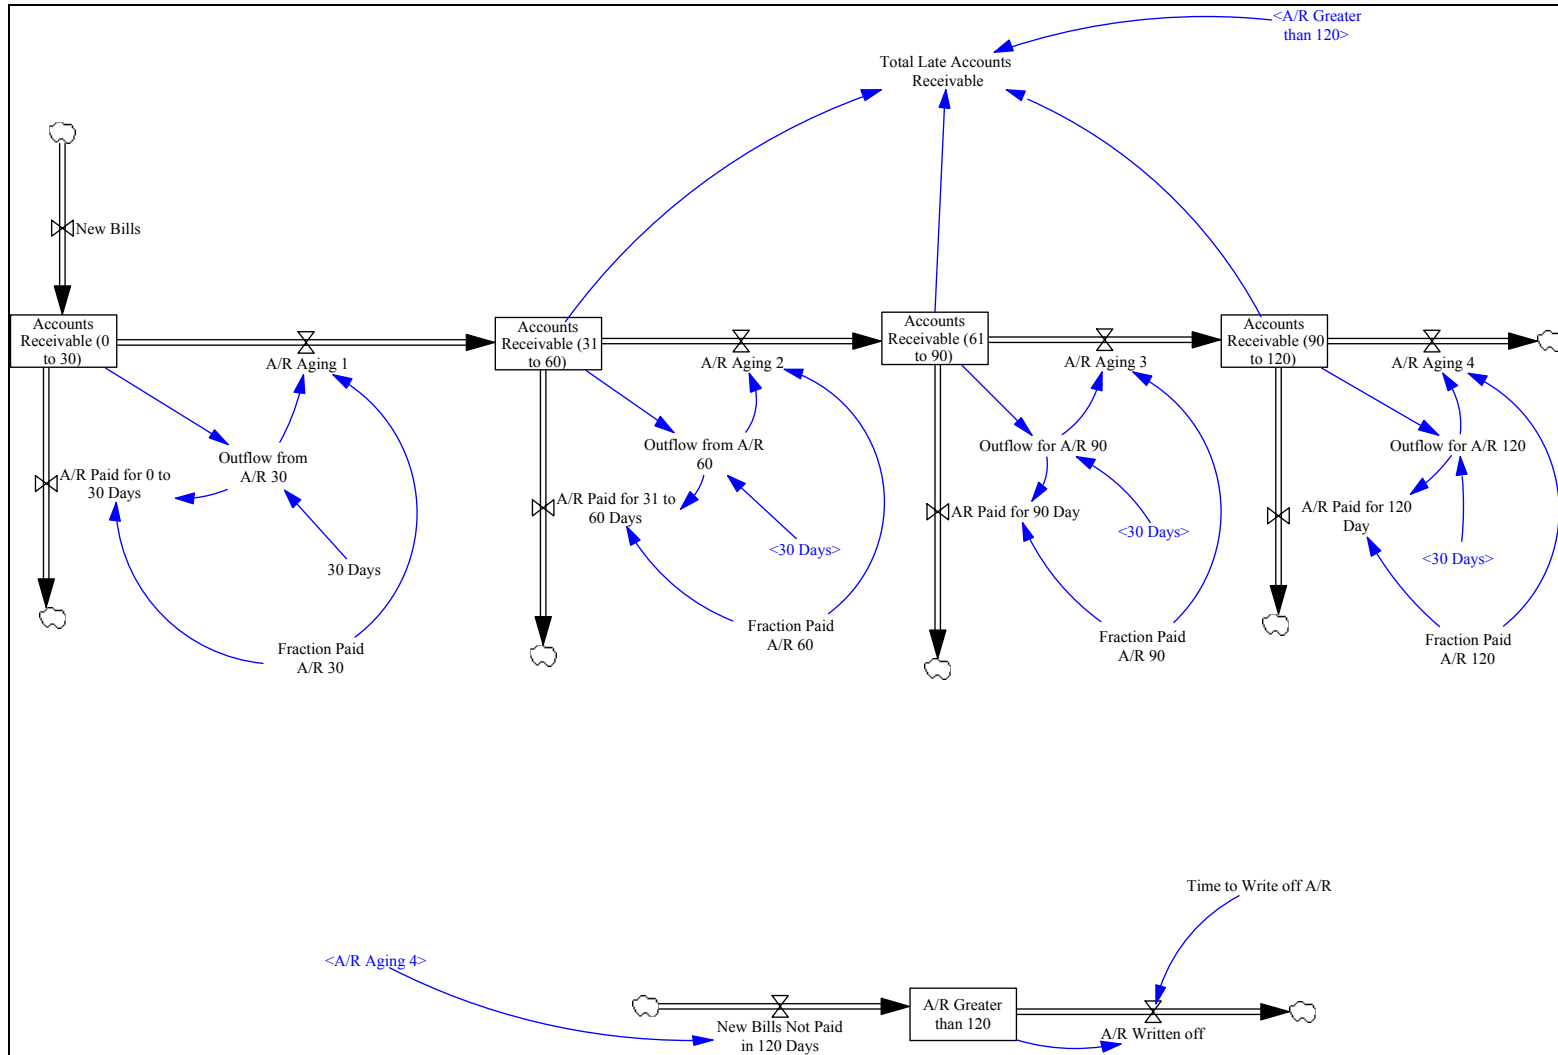 <A/R Greater
than 120>
Total Late Accounts
Receivable
New Bills
Accounts
Receivable (0
to 30)
A/R Aging 1
Accounts
Receivable (31
to 60)
A/R Aging 2
Accounts
Receivable (61
to 90)
A/R Aging 3
Accounts
Receivable (90
to 120)
A/R Aging 4
Outflow from
A/R 30
A/R Paid for 0 to
30 Days
30 Days
Fraction Paid
A/R 30
Outflow from A/R
60
A/R Paid for 31 to
60 Days
<30 Days>
Fraction Paid
A/R 60
Outflow for A/R 90
AR Paid for 90 Day
<30 Days>
Fraction Paid
A/R 90
Outflow for A/R 120
A/R Paid for 120
Day
<30 Days>
Fraction Paid
A/R 120
Time to Write off A/R
<A/R Aging 4>
New Bills Not Paid
in 120 Days
A/R Greater
than 120
A/R Written off